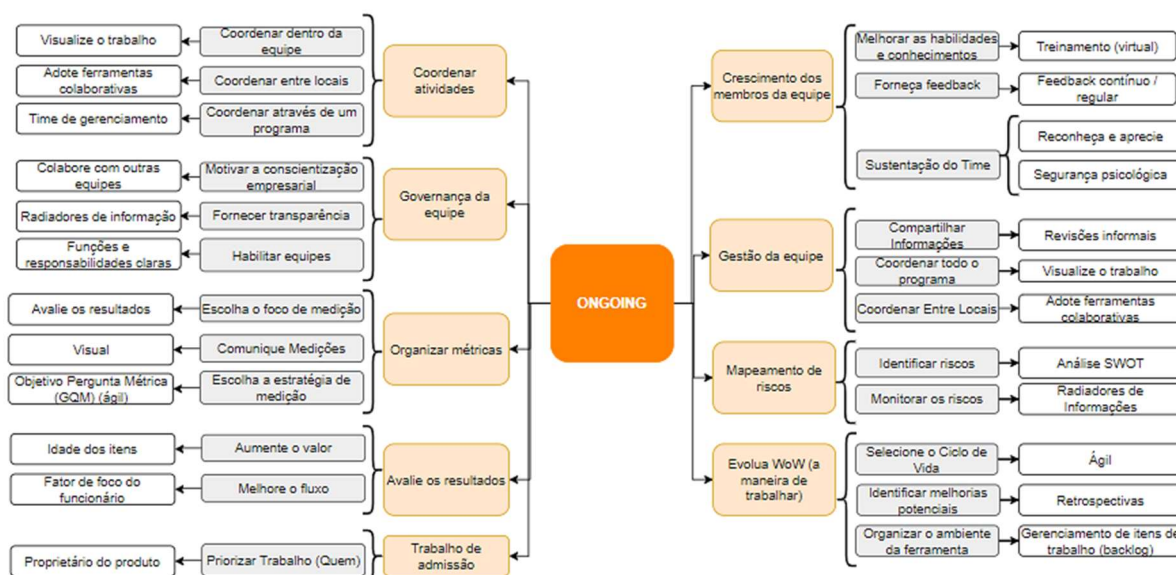 Visualize o trabalho
Coordenar dentro da
equipe
Adote ferramentas
colaborativas
Coordenar entre locais
Time de gerenciamento
Coordenar através de um
programa
Coordenar
atividades
Colabore com outras
equipes
Motivar a conscientização
empresarial
Radiadores de informação
Fornecer transparência
Funções e
responsabilidades claras
Habilitar equipes
Governança da
equipe
Avalie os resultados
Escolha o foco de medição
Visual
Comunique Medições
Objetivo Pergunta Métrica
(GQM) (ágil)
Escolha a estratégia de
medição
Organizar métricas
Idade dos itens
Aumente o valor
Fator de foco do
funcionário
Melhore o fluxo
Avalie os resultados
Proprietário do produto
Priorizar Trabalho (Quem)
Trabalho de
admissão
ONGOING
Crescimento dos
membros da equipe
Melhorar as habilidades
e conhecimentos
Treinamento (virtual)
Forneça feedback
Feedback contínuo /
regular
Sustentação do Time
Reconheça e aprecie
Segurança psicológica
Gestão da equipe
Compartilhar
Informações
Revisões informais
Coordenar todo o
programa
Visualize o trabalho
Coordenar Entre Locais
Adote ferramentas
colaborativas
Mapeamento de
riscos
Identificar riscos
Análise SWOT
Monitorar os riscos
Radiadores de
Informações
Evolua WoW (a
maneira de
trabalhar)
Selecione o Ciclo de
Vida
Ágil
Identificar melhorias
potenciais
Retrospectivas
Organizar o ambiente
da ferramenta
Gerenciamento de itens de
trabalho (backlog)